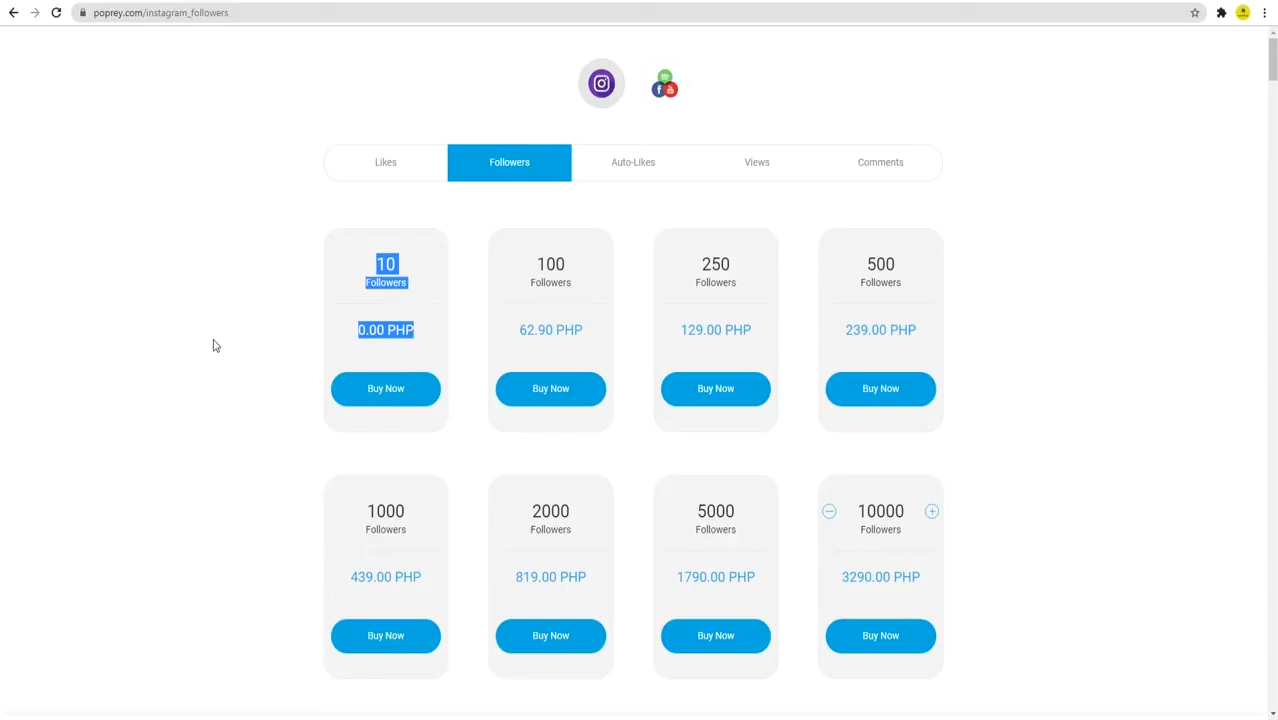 poprey.com/instagram_followers
Likes
Followers
Auto-Likes
Views
Comments
10
Followers
0.00 PHP
Buy Now
100
Followers
62.90 PHP
Buy Now
250
Followers
129.00 PHP
Buy Now
500
Followers
239.00 PHP
Buy Now
1000
Followers
439.00 PHP
Buy Now
2000
Followers
819.00 PHP
Buy Now
5000
Followers
1790.00 PHP
Buy Now
10000
Followers
3290.00 PHP
Buy Now